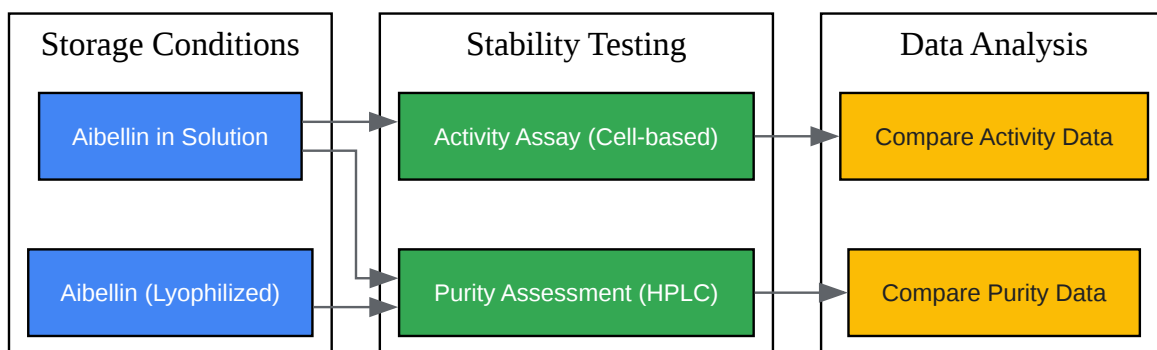 Storage Conditions
Stability Testing
Data Analysis
Aibellin in Solution
Activity Assay (Cell-based)
Compare Activity Data
Aibellin (Lyophilized)
Purity Assessment (HPLC)
Compare Purity Data